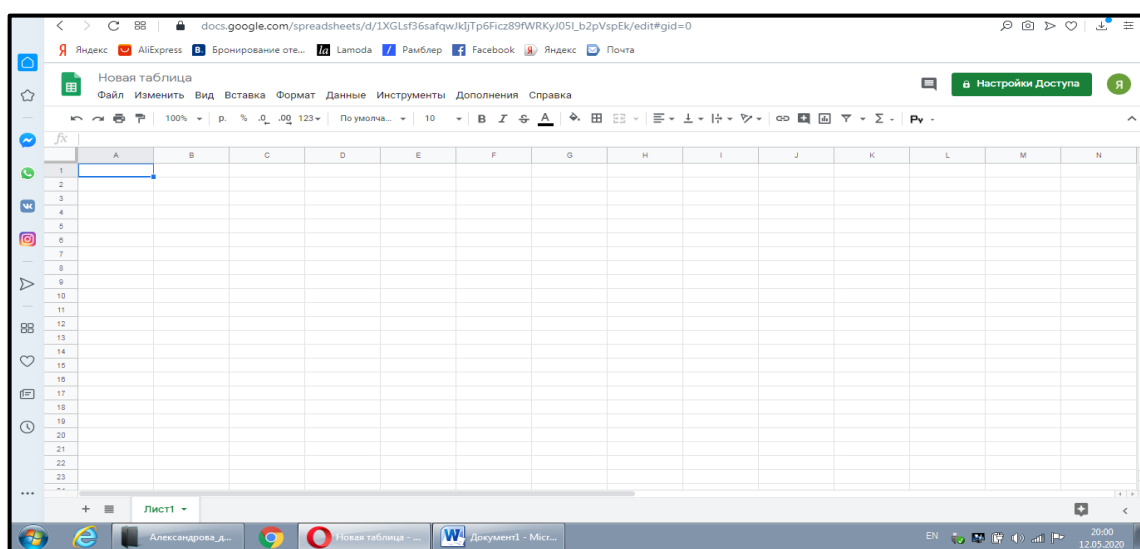 docs.google.com/spreadsheets/d/1XGLsf36safqwJkIjTp6Ficz89fWRKyJ05l_b2pVspEk/edit#gid=0
Я Яндекс AliExpress B. Бронирование оте... la Lamoda Рамблер Facebook Я Яндекс Почта
Новая таблица
Файл Изменить Вид Вставка Формат Данные Инструменты Дополнения Справка
Настройки Доступа Я
100% р. % .0 .00 123 По умолча... 10 B I S A Σ Ру
fx
A B C D E F G H I J K L M N
1
2
3
4
5
6
7
8
9
10
11
12
13
14
15
16
17
18
19
20
21
22
23
+ Лист1
Александрова_д... Новая таблица - ... Документ1 - Micr... EN 20:00
12.05.2020